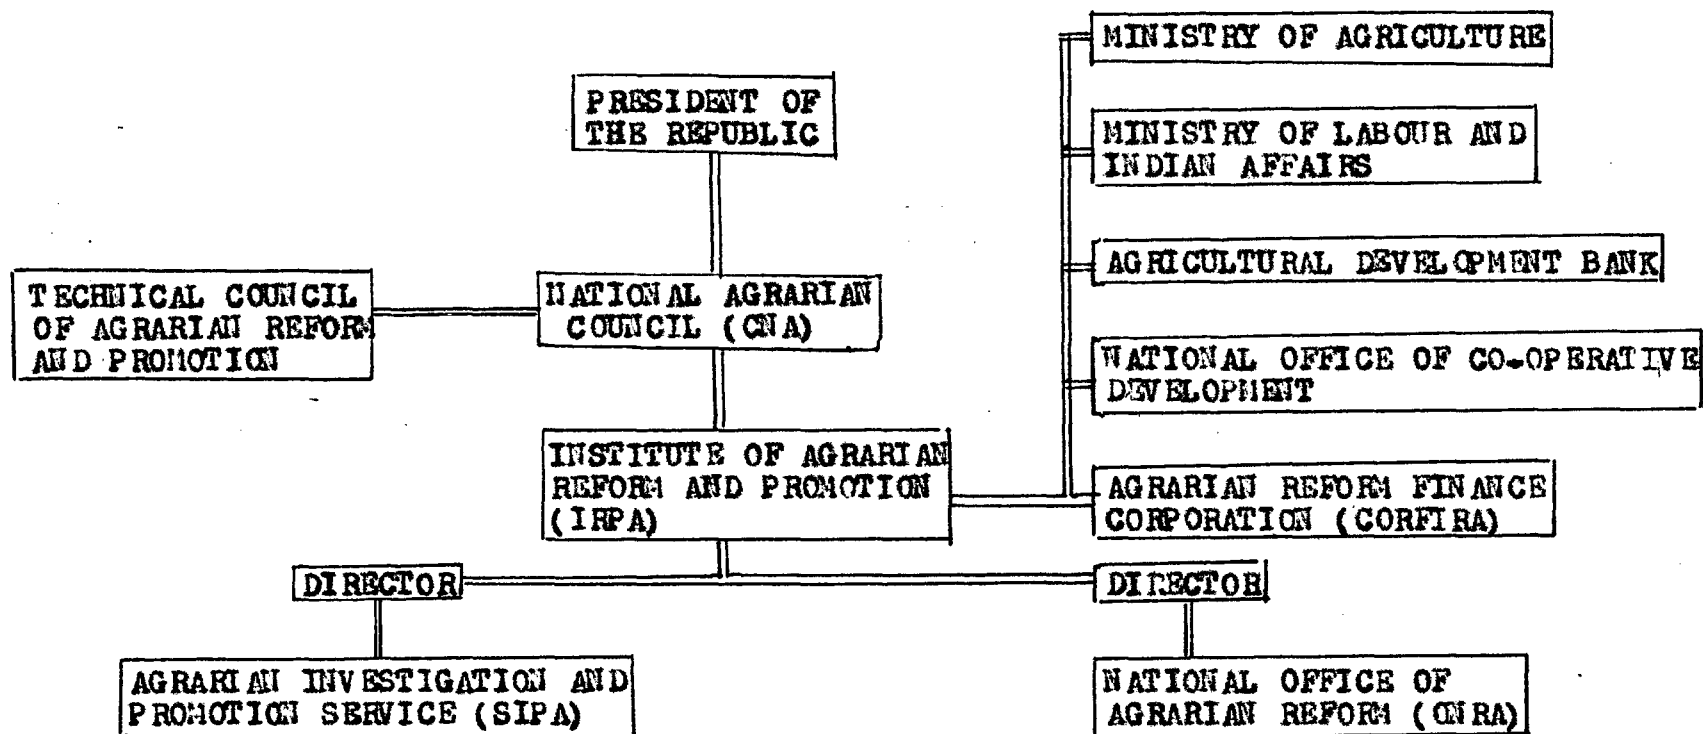 MINISTRY OF AGRICULTURE
PRESIDENT OF
THE REPUBLIC
MINISTRY OF LABOUR AND
INDIAN AFFAIRS
AGRICULTURAL DEVELOPMENT BANK
TECHNICAL COUNCIL
OF AGRARIAN REFORM
AND PROMOTION
NATIONAL AGRARIAN
COUNCIL (CNA)
NATIONAL OFFICE OF CO-OPERATIVE
DEVELOPMENT
INSTITUTE OF AGRARIAN
REFORM AND PROMOTION
(IRPA)
AGRARIAN REFORM FINANCE
CORPORATION (CORFIRA)
DIRECTOR
DIRECTOR
AGRARIAN INVESTIGATION AND
PROMOTION SERVICE (SIPA)
NATIONAL OFFICE OF
AGRARIAN REFORM (ONRA)